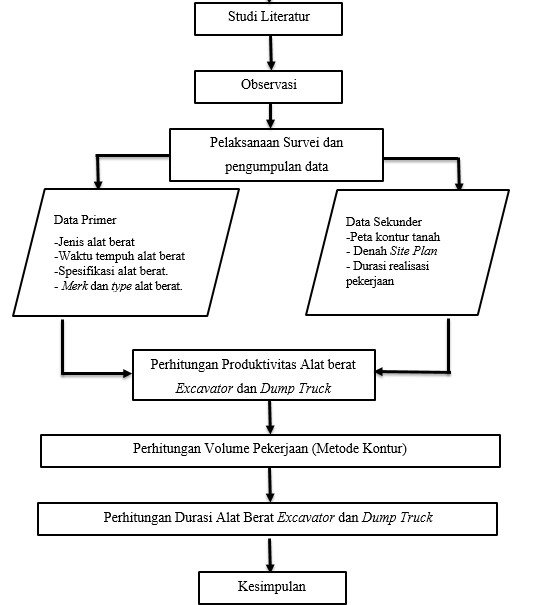 Studi Literatur
Observasi
Pelaksanaan Survei dan
pengumpulan data
Data Primer
-Jenis alat berat
-Waktu tempuh alat berat
-Spesifikasi alat berat.
- Merk dan type alat berat.
Data Sekunder
-Peta kontur tanah
- Denah Site Plan
- Durasi realisasi
pekerjaan
Perhitungan Produktivitas Alat berat
Excavator dan Dump Truck
Perhitungan Volume Pekerjaan (Metode Kontur)
Perhitungan Durasi Alat Berat Excavator dan Dump Truck
Kesimpulan